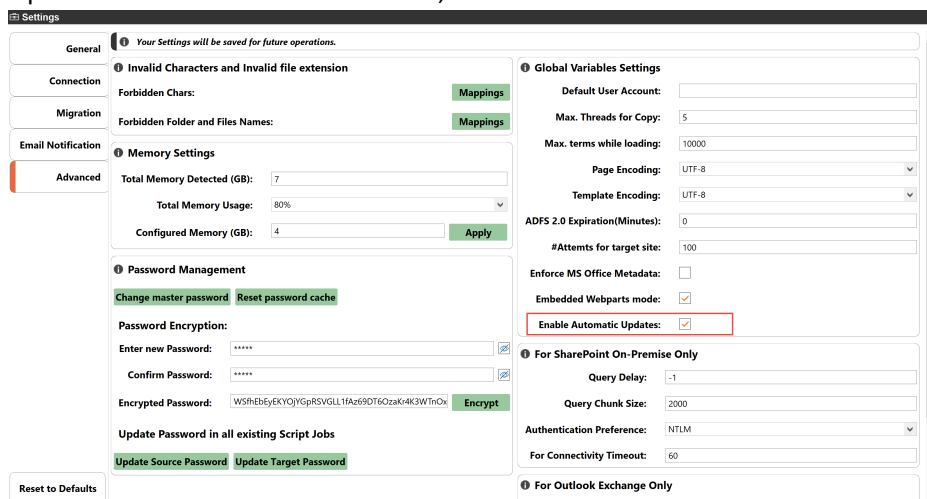 Settings
General
Connection
Migration
Email Notification
Advanced
Reset to Defaults
Your Settings will be saved for future operations.
Invalid Characters and Invalid file extension
Forbidden Chars: Mappings
Forbidden Folder and Files Names: Mappings
Memory Settings
Total Memory Detected (GB): 7
Total Memory Usage: 80%
Configured Memory (GB): 4 Apply
Password Management
Change master password Reset password cache
Password Encryption:
Enter new Password: *****
Confirm Password: *****
Encrypted Password: WSfhEbEyEKYOjYGpRSVGLL1fAz69DT6OzaKr4K3WTnOx Encrypt
Update Password in all existing Script Jobs
Update Source Password Update Target Password
Global Variables Settings
Default User Account:
Max. Threads for Copy: 5
Max. terms while loading: 10000
Page Encoding: UTF-8
Template Encoding: UTF-8
ADFS 2.0 Expiration(Minutes): 0
#Attemts for target site: 100
Enforce MS Office Metadata:
Embedded Webparts mode:
Enable Automatic Updates:
For SharePoint On-Premise Only
Query Delay: -1
Query Chunk Size: 2000
Authentication Preference: NTLM
For Connectivity Timeout: 60
For Outlook Exchange Only